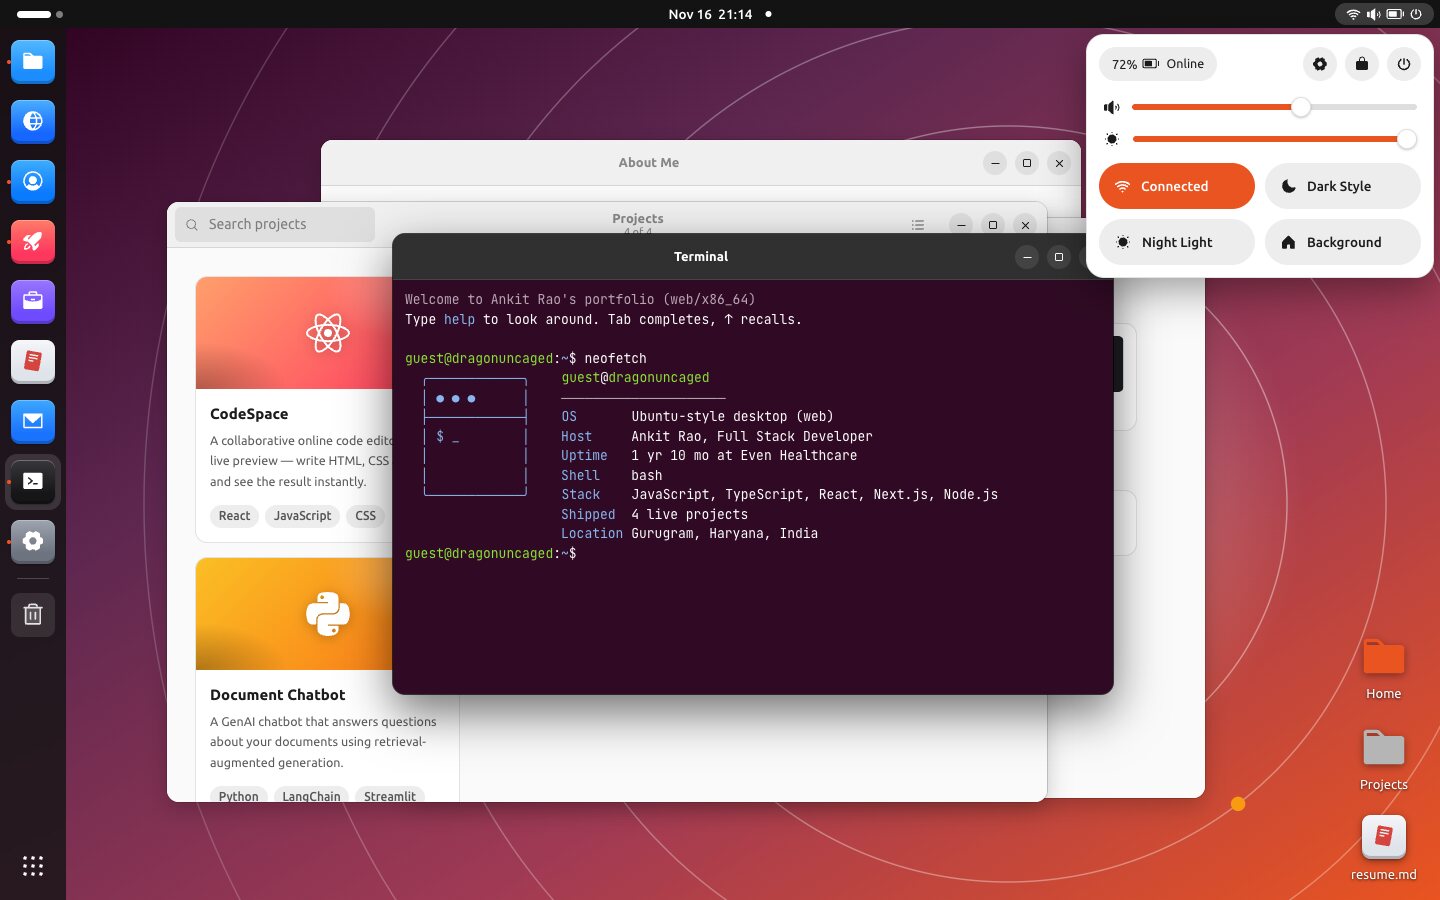 Nov 16 21:14
72% Online
Connected
Dark Style
Night Light
Background
About Me
Search projects
Projects
4 of 4
CodeSpace
A collaborative online code edito
live preview — write HTML, CSS
and see the result instantly.
React
JavaScript
CSS
Document Chatbot
A GenAI chatbot that answers questions
about your documents using retrieval-
augmented generation.
Python
LangChain
Streamlit
Terminal
Welcome to Ankit Rao's portfolio (web/x86_64)
Type help to look around. Tab completes, ↑ recalls.
guest@dragonuncaged:~$ neofetch
guest@dragonuncaged
$ _
OS Ubuntu-style desktop (web)
Host Ankit Rao, Full Stack Developer
Uptime 1 yr 10 mo at Even Healthcare
Shell bash
Stack JavaScript, TypeScript, React, Next.js, Node.js
Shipped 4 live projects
Location Gurugram, Haryana, India
guest@dragonuncaged:~$
Home
Projects
resume.md